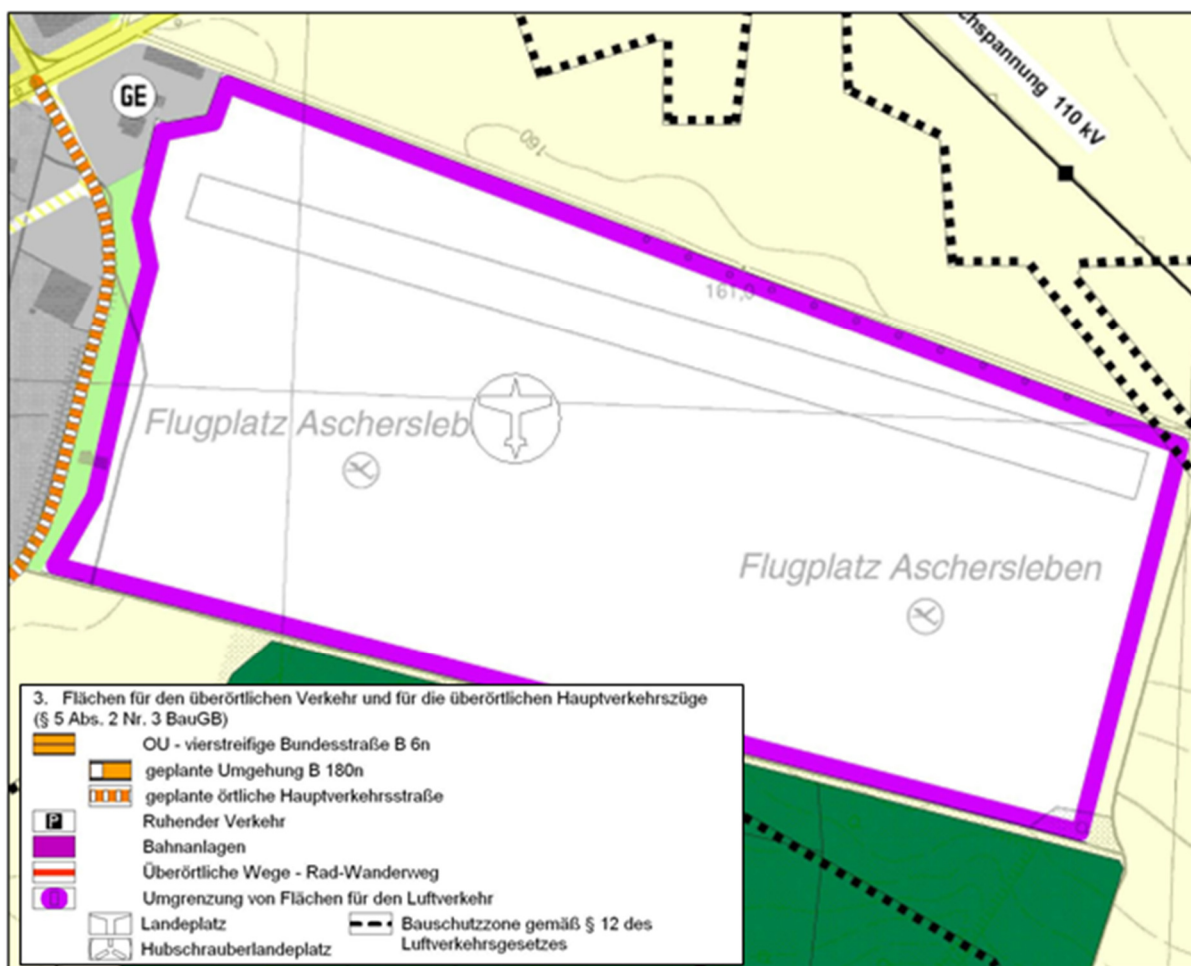 chspannung 110 kV
GE
160
161,0
Flugplatz Aschersleb
Flugplatz Aschersleben
3. Flächen für den überörtlichen Verkehr und für die überörtlichen Hauptverkehrszüge
(§ 5 Abs. 2 Nr. 3 BauGB)
OU - vierstreifige Bundesstraße B 6n
geplante Umgehung B 180n
geplante örtliche Hauptverkehrsstraße
P Ruhender Verkehr
Bahnanlagen
Überörtliche Wege - Rad-Wanderweg
Umgrenzung von Flächen für den Luftverkehr
Landeplatz
Hubschrauberlandeplatz
Bauschutzzone gemäß § 12 des
Luftverkehrsgesetzes